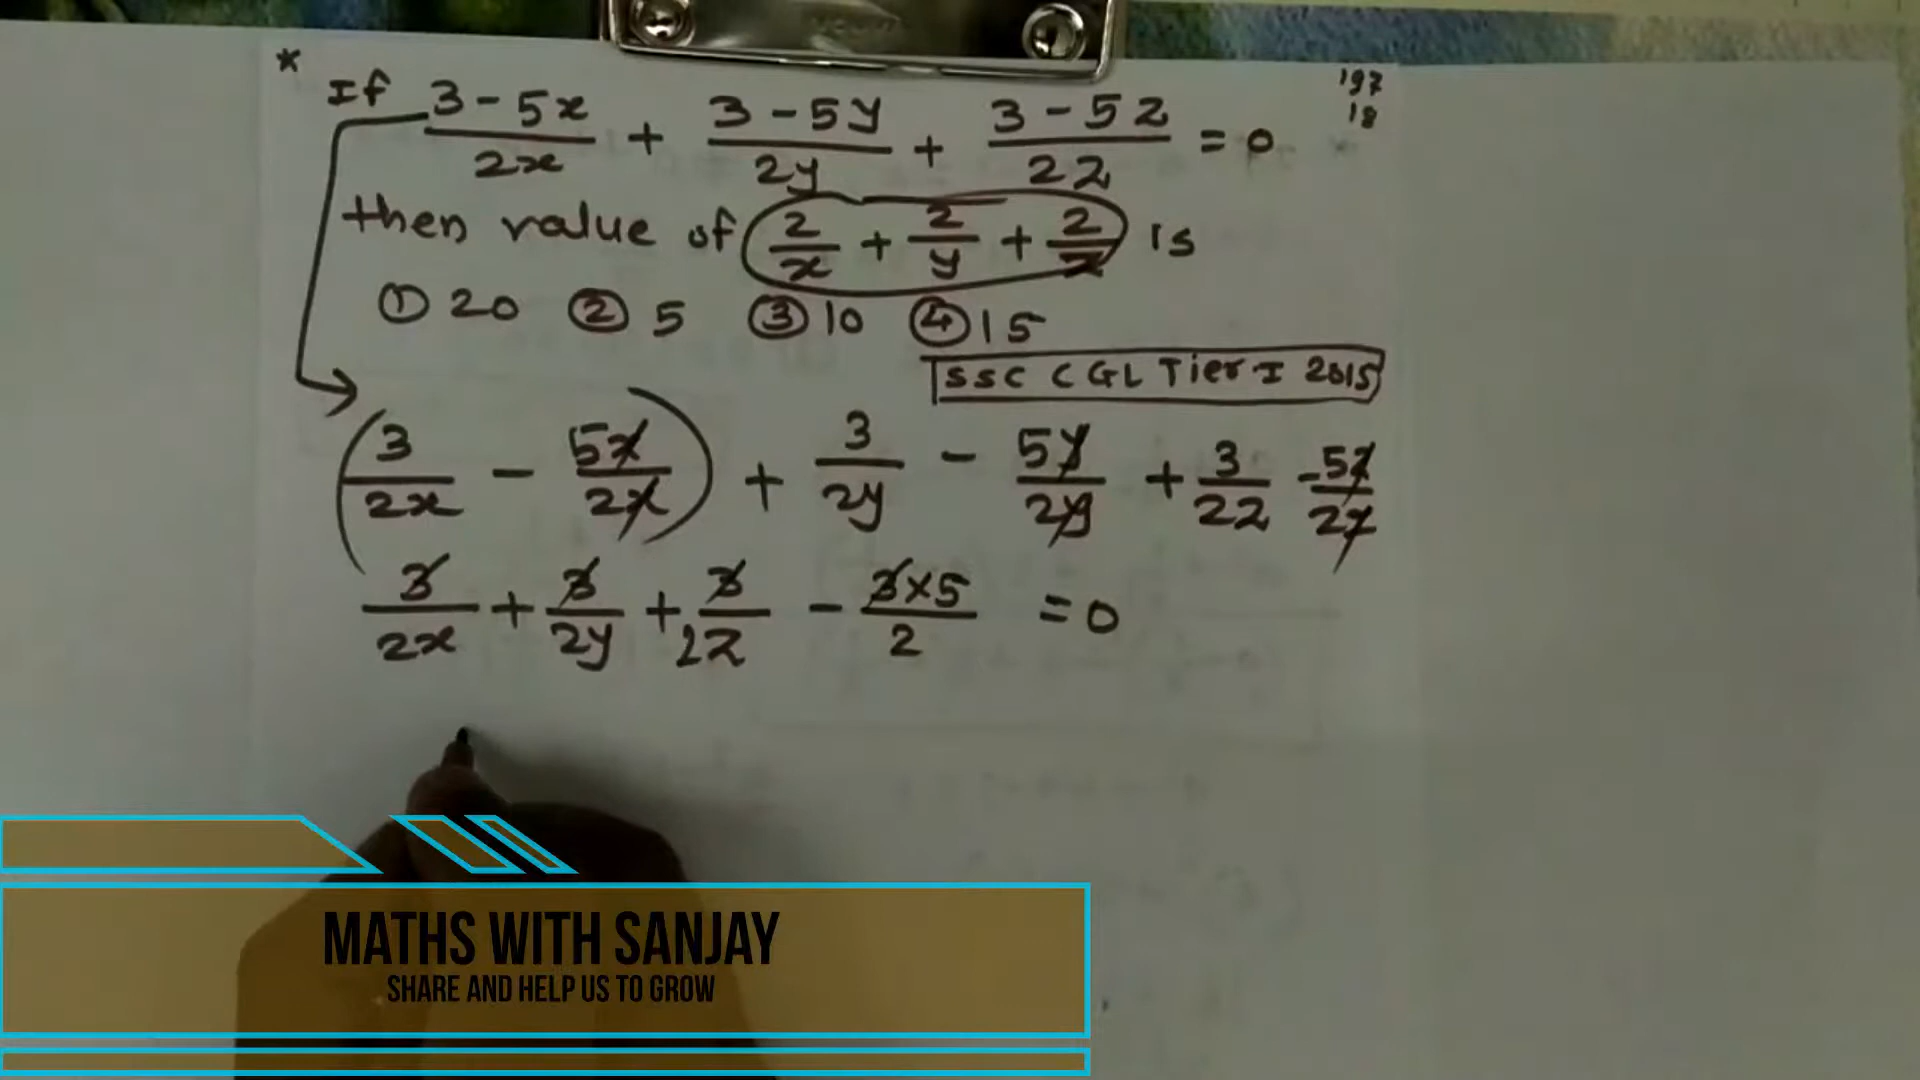 * If 3-5x/2x + 3-5y/2y + 3-5z/2z = 0
197
18
then value of 2/x + 2/y + 2/z is
① 20 ② 5 ③ 10 ④ 15
SSC CGL Tier I 2015
(3/2x - 5x/2x) + 3/2y - 5y/2y + 3/2z - 5z/2z
3/2x + 3/2y + 3/2z - 3×5/2 = 0
MATHS WITH SANJAY
SHARE AND HELP US TO GROW